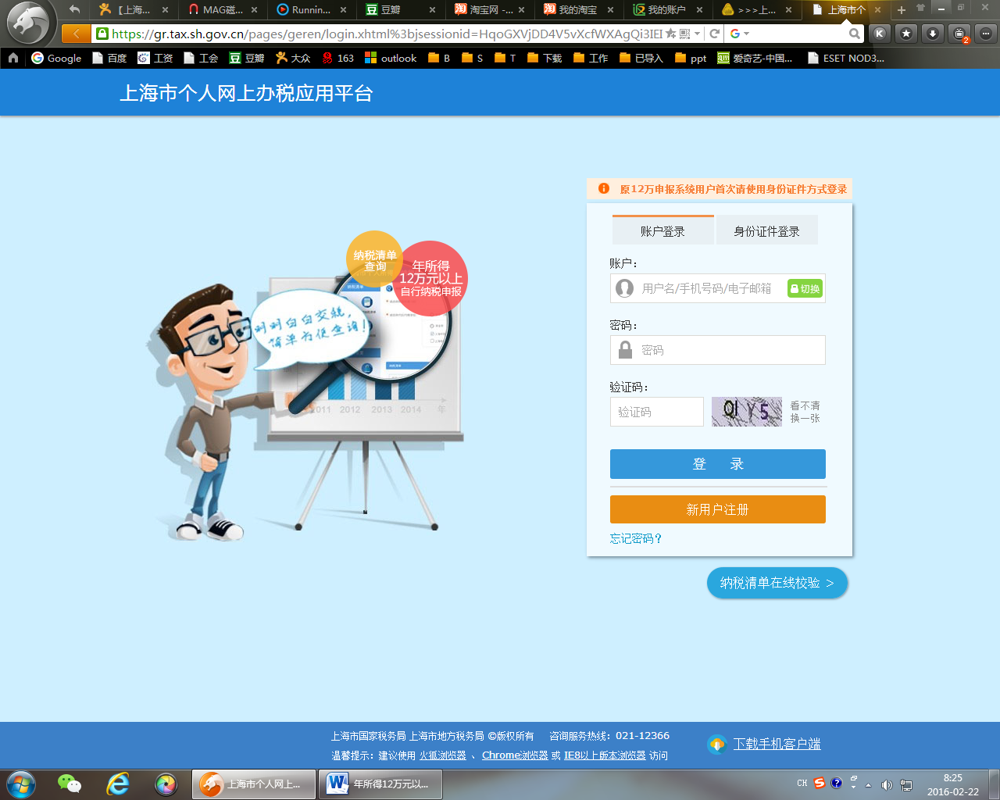 【上海...
MAG磁...
Runnin...
豆瓣
淘宝网 -...
我的淘宝
我的账户
>>>上...
上海市个
https://gr.tax.sh.gov.cn/pages/geren/login.xhtml%3bjsessionid=HqoGXVjDD4V5vXcfWXAgQi3IEI
2
Google
百度
工资
工会
豆瓣
大众
163
outlook
B
S
T
下载
工作
已导入
ppt
爱奇艺-中国...
ESET NOD3...
上海市个人网上办税应用平台
原12万申报系统用户首次请使用身份证件方式登录
账户登录
身份证件登录
账户：
用户名/手机号码/电子邮箱
切换
密码：
密码
验证码：
验证码
QIY5
看不清
换一张
登 录
新用户注册
忘记密码？
纳税清单在线校验 >
纳税清单
查询
年所得
12万元以上
自行纳税申报
明明白白交税，
简单方便查询！
2011 2012 2013 2014 年
上海市国家税务局 上海市地方税务局 ©版权所有 咨询服务热线：021-12366
温馨提示：建议使用 火狐浏览器 、Chrome浏览器 或 IE8以上版本浏览器 访问
下载手机客户端
上海市个人网上...
年所得12万元以...
CH
8:25
2016-02-22